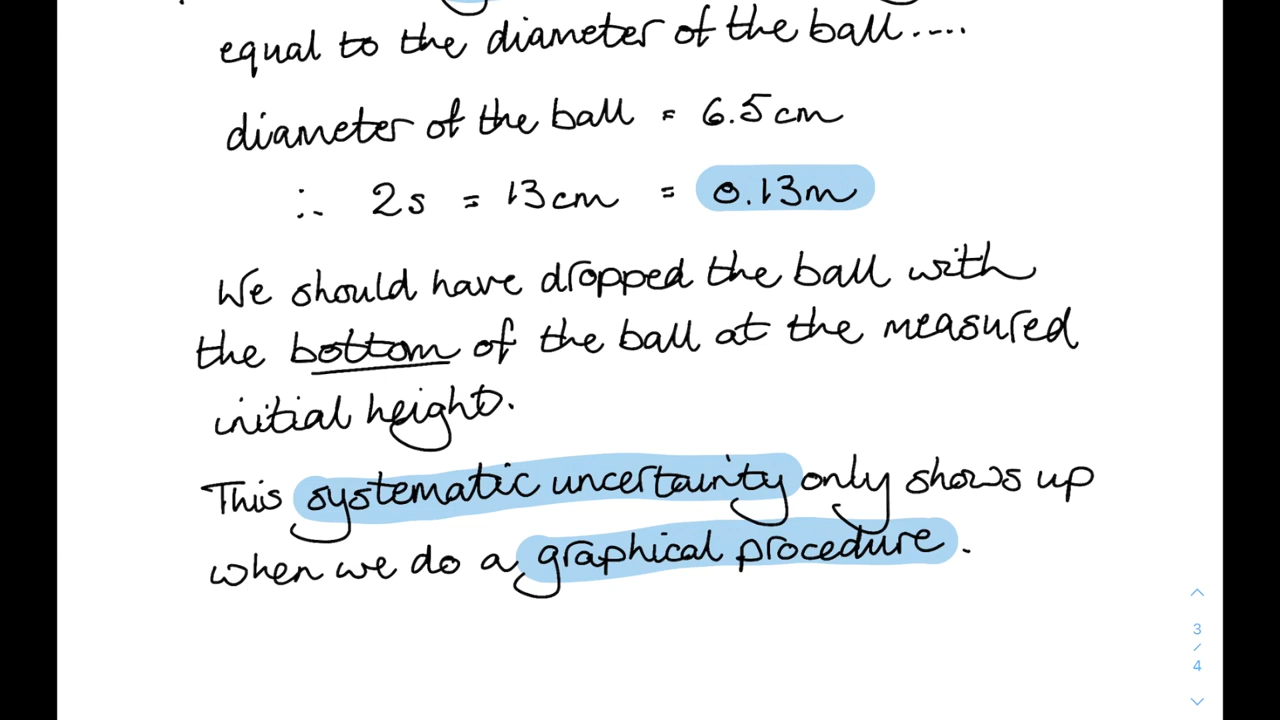 equal to the diameter of the ball....
diameter of the ball = 6.5cm
∴ 2s = 13cm = 0.13m
We should have dropped the ball with
the bottom of the ball at the measured
initial height.
This systematic uncertainty only shows up
when we do a graphical procedure.
3
/
4